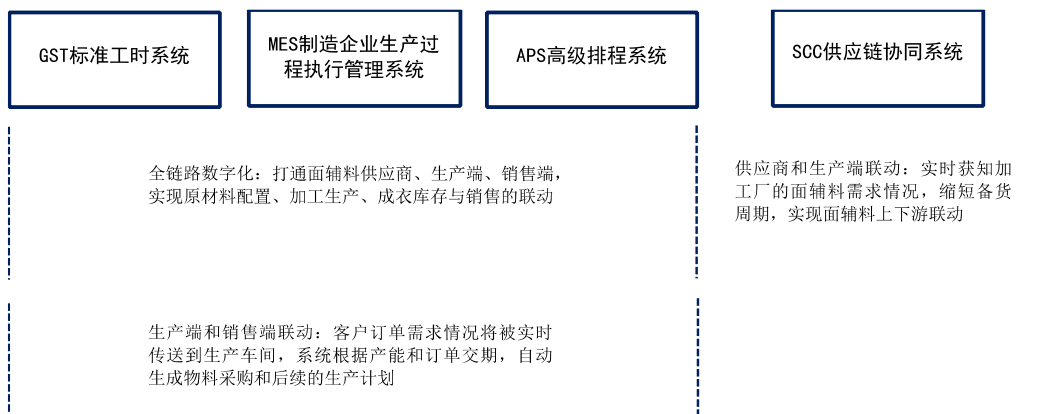 GST标准工时系统
MES制造企业生产过
程执行管理系统
APS高级排程系统
SCC供应链协同系统
全链路数字化：打通面辅料供应商、生产端、销售端，
实现原材料配置、加工生产、成衣库存与销售的联动
供应商和生产端联动：实时获知加
工厂的面辅料需求情况，缩短备货
周期，实现面辅料上下游联动
生产端和销售端联动：客户订单需求情况将被实时
传送到生产车间，系统根据产能和订单交期，自动
生成物料采购和后续的生产计划